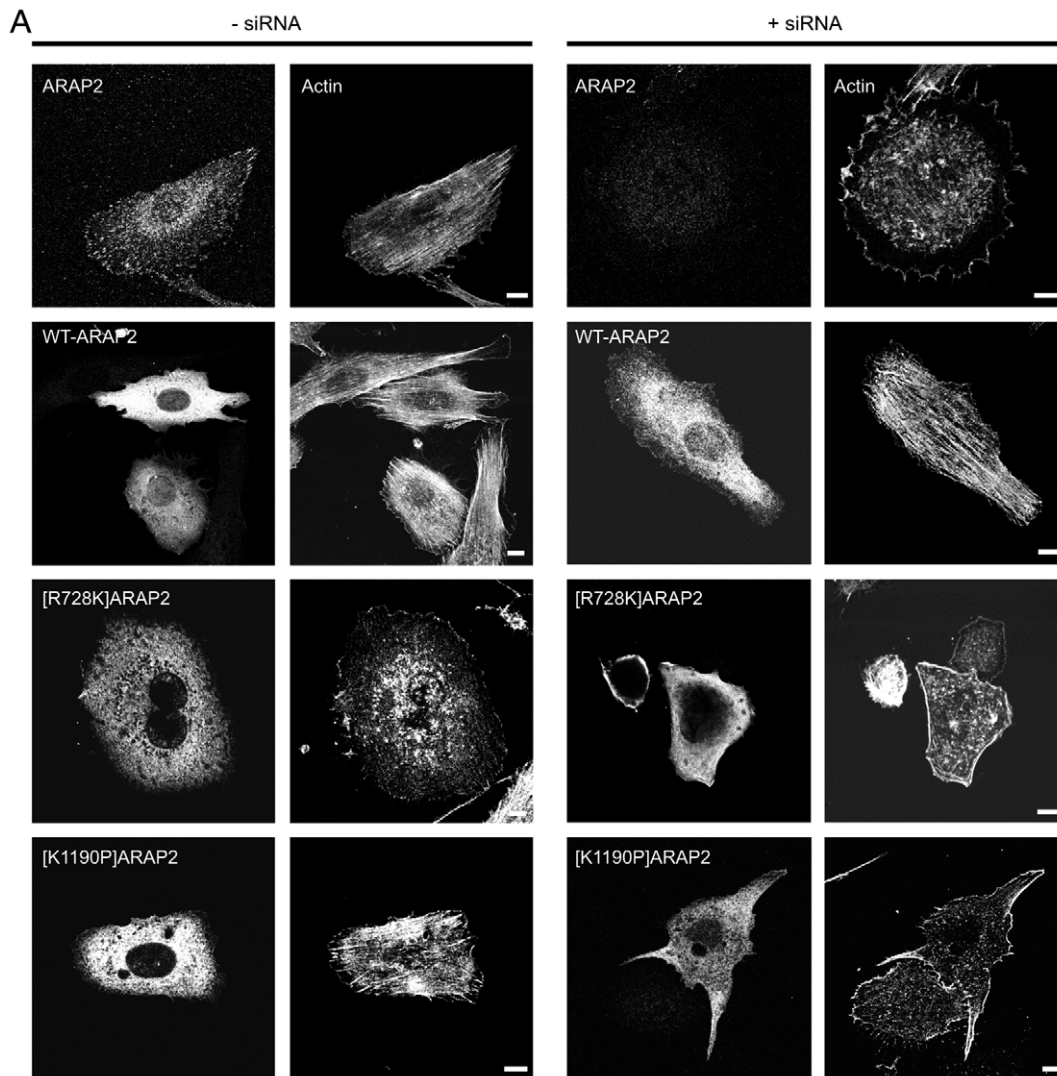 A
- siRNA
+ siRNA
ARAP2
Actin
ARAP2
Actin
WT-ARAP2
WT-ARAP2
[R728K]ARAP2
[R728K]ARAP2
[K1190P]ARAP2
[K1190P]ARAP2